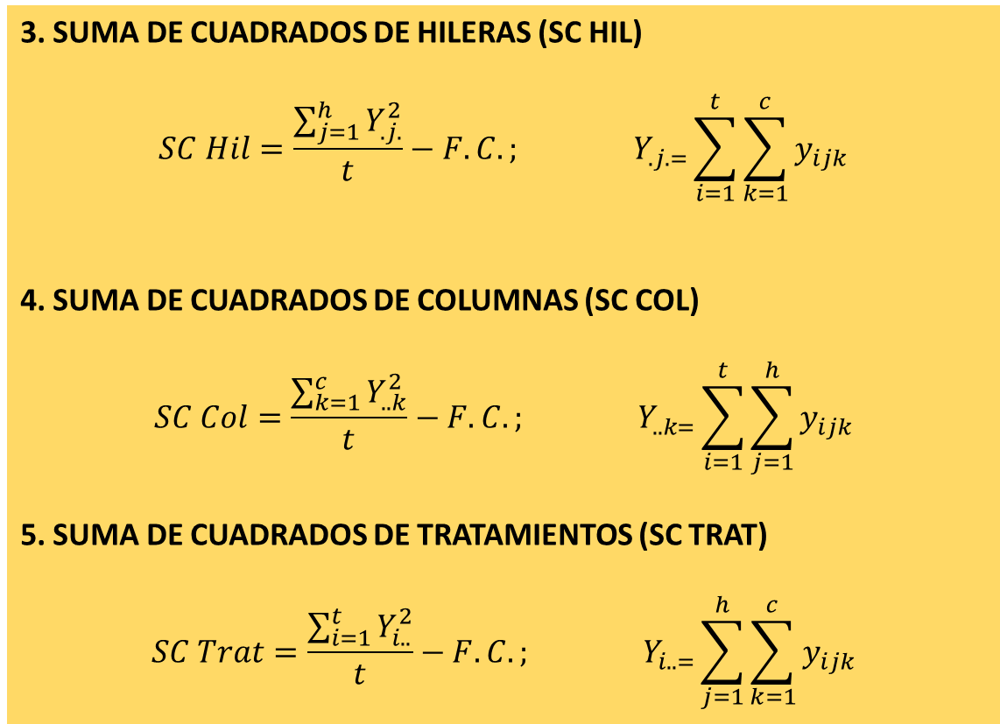 3. SUMA DE CUADRADOS DE HILERAS (SC HIL)
SC Hil = \frac{\sum_{j=1}^{h} Y_{.j.}^{2}}{t} - F.C.; Y_{.j.=} \sum_{i=1}^{t} \sum_{k=1}^{c} y_{ijk}
4. SUMA DE CUADRADOS DE COLUMNAS (SC COL)
SC Col = \frac{\sum_{k=1}^{c} Y_{..k}^{2}}{t} - F.C.; Y_{..k=} \sum_{i=1}^{t} \sum_{j=1}^{h} y_{ijk}
5. SUMA DE CUADRADOS DE TRATAMIENTOS (SC TRAT)
SC Trat = \frac{\sum_{i=1}^{t} Y_{i..}^{2}}{t} - F.C.; Y_{i..=} \sum_{j=1}^{h} \sum_{k=1}^{c} y_{ijk}